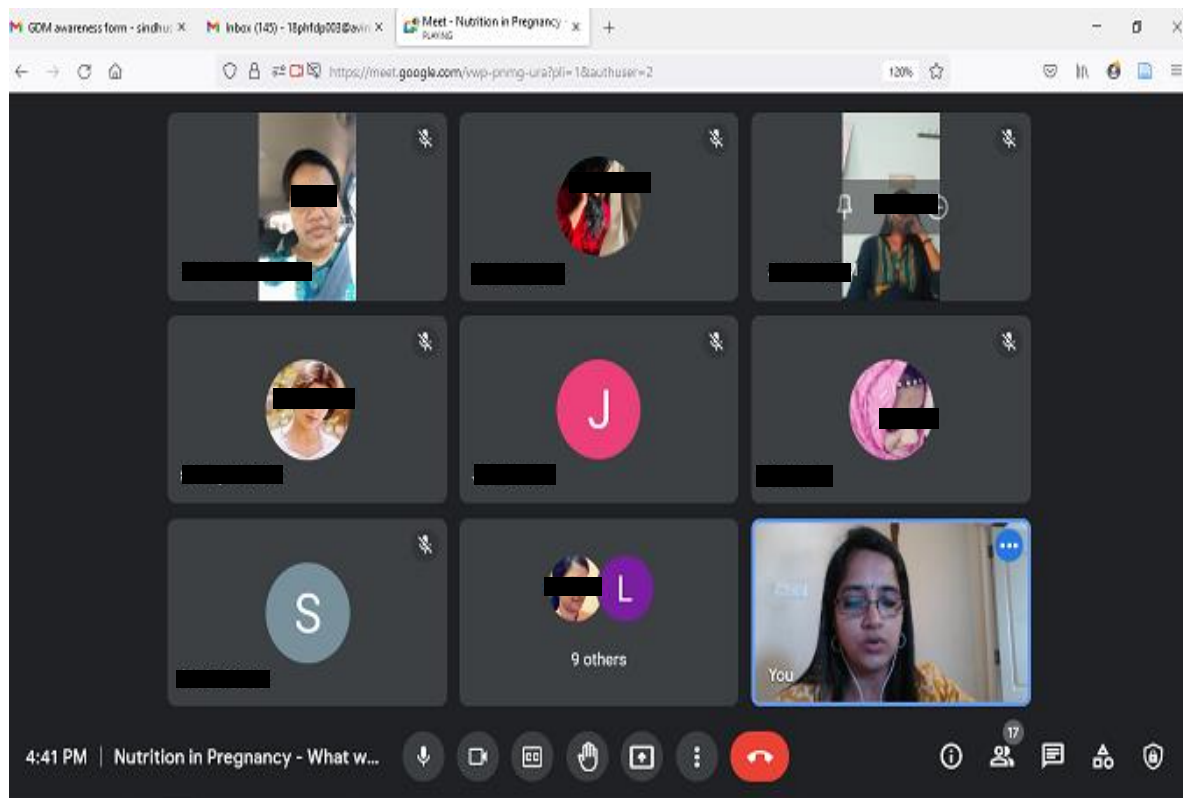 GDM awareness form - sindhu
Inbox (145) - 18phfdp003@avin
Meet - Nutrition in Pregnancy -
PLAYING
https://meet.google.com/vwp-pnmg-ura?pli=1&authuser=2
120%
J
S
L
9 others
You
17
4:41 PM | Nutrition in Pregnancy - What w...